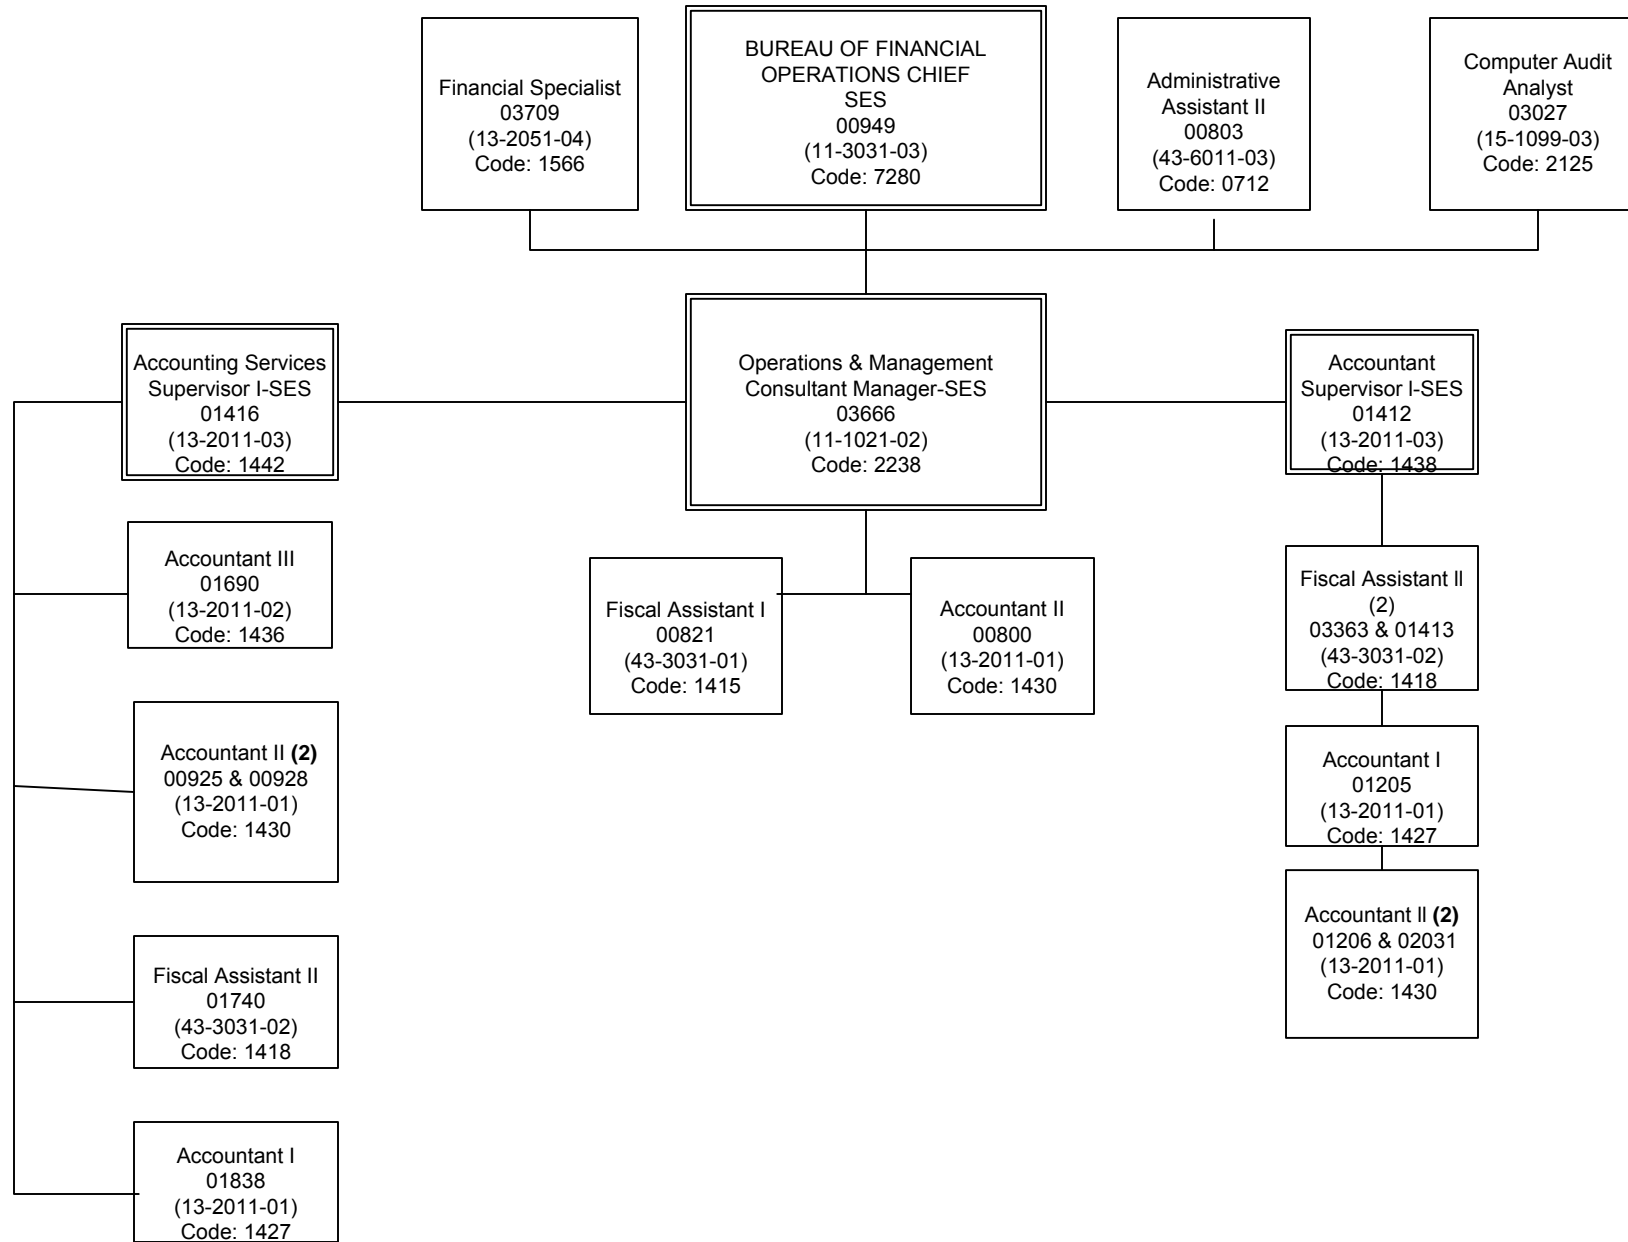 Financial Specialist
03709
(13-2051-04)
Code: 1566
BUREAU OF FINANCIAL
OPERATIONS CHIEF
SES
00949
(11-3031-03)
Code: 7280
Administrative
Assistant II
00803
(43-6011-03)
Code: 0712
Computer Audit
Analyst
03027
(15-1099-03)
Code: 2125
Accounting Services
Supervisor I-SES
01416
(13-2011-03)
Code: 1442
Operations & Management
Consultant Manager-SES
03666
(11-1021-02)
Code: 2238
Accountant
Supervisor I-SES
01412
(13-2011-03)
Code: 1438
Accountant III
01690
(13-2011-02)
Code: 1436
Fiscal Assistant I
00821
(43-3031-01)
Code: 1415
Accountant II
00800
(13-2011-01)
Code: 1430
Fiscal Assistant ll
(2)
03363 & 01413
(43-3031-02)
Code: 1418
Accountant II (2)
00925 & 00928
(13-2011-01)
Code: 1430
Accountant I
01205
(13-2011-01)
Code: 1427
Accountant ll (2)
01206 & 02031
(13-2011-01)
Code: 1430
Fiscal Assistant II
01740
(43-3031-02)
Code: 1418
Accountant I
01838
(13-2011-01)
Code: 1427